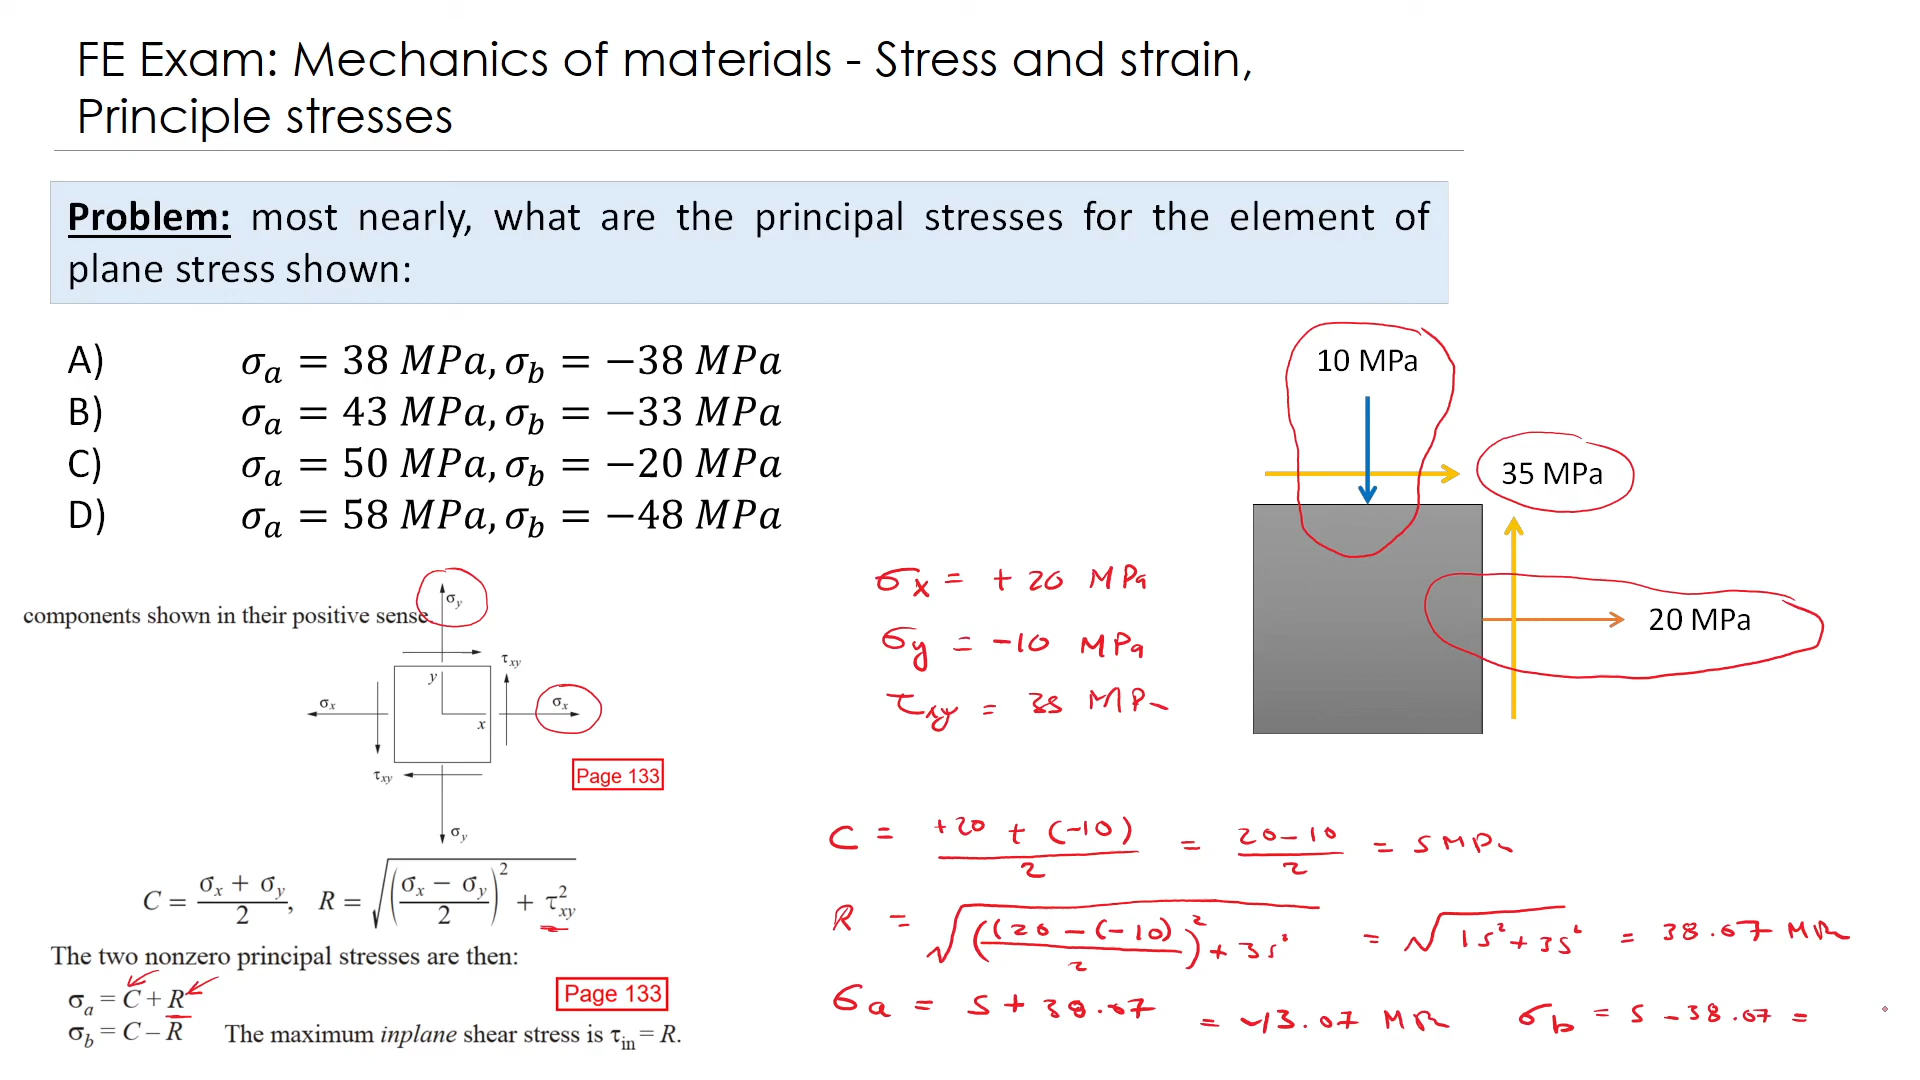 FE Exam: Mechanics of materials - Stress and strain,
Principle stresses
Problem: most nearly, what are the principal stresses for the element of
plane stress shown:
A) σa = 38 MPa, σb = −38 MPa
B) σa = 43 MPa, σb = −33 MPa
C) σa = 50 MPa, σb = −20 MPa
D) σa = 58 MPa, σb = −48 MPa
10 MPa
35 MPa
20 MPa
components shown in their positive sense.
σy
τxy
y
σx
σx
x
τxy
σy
Page 133
C = (σx + σy)/2, R = √(((σx − σy)/2)² + τxy²)
The two nonzero principal stresses are then:
σa = C + R
σb = C – R The maximum inplane shear stress is τin = R.
Page 133
σx = + 20 MPa
σy = -10 MPa
τxy = 35 MPa
C = (+20 + (-10))/2 = (20-10)/2 = 5 MPa
R = √(((20 - (-10))/2)² + 35² = √15² + 35² = 38.07 MPa
σa = 5 + 38.07 = 43.07 MPa σb = 5 - 38.07 =